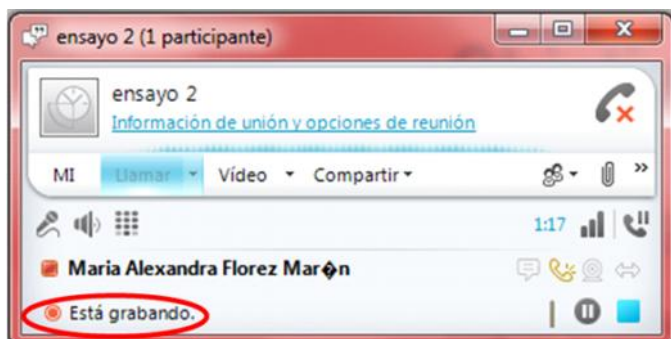 ensayo 2 (1 participante)
ensayo 2
Información de unión y opciones de reunión
MI Llamar Vídeo Compartir
1:17
Maria Alexandra Florez Mar�n
Está grabando.